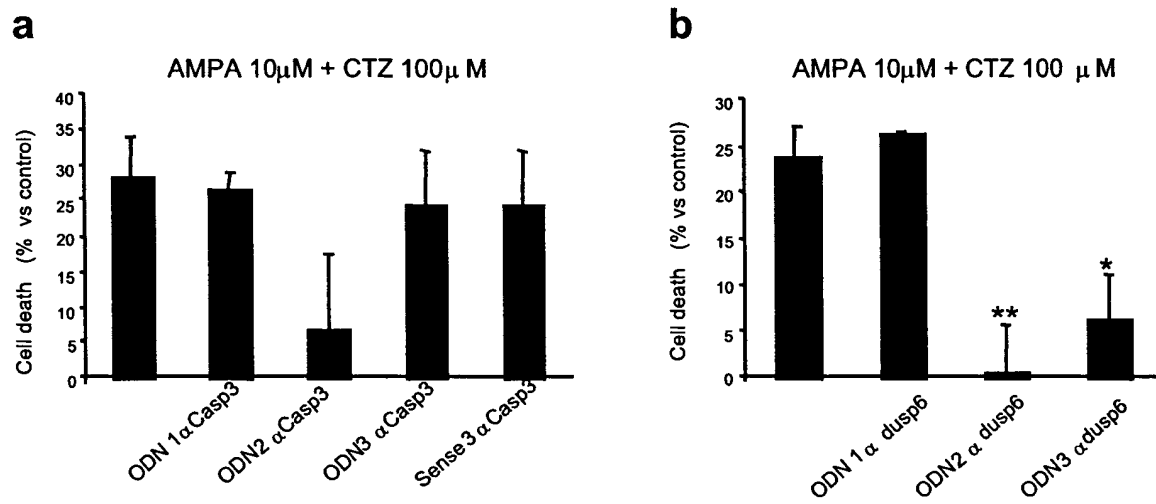 a
AMPA 10μM + CTZ 100μ M
Cell death (% vs control)
40
35
30
25
20
15
10
5
0
ODN 1αCasp3
ODN2 αCasp3
ODN3 αCasp3
Sense 3 αCasp3
b
AMPA 10μM + CTZ 100 μ M
Cell death (% vs control)
30
25
20
15
10
5
0
**
*
ODN 1 α dusp6
ODN2 α dusp6
ODN3 αdusp6